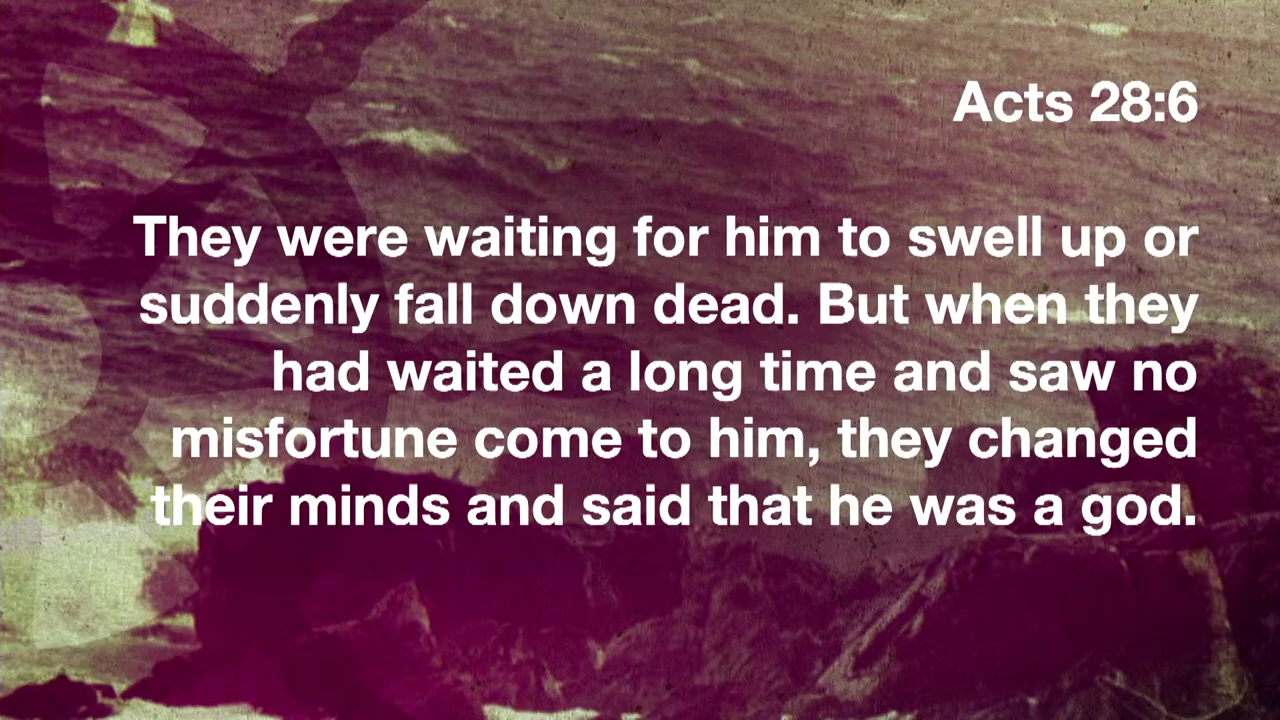 Acts 28:6
They were waiting for him to swell up or
suddenly fall down dead. But when they
had waited a long time and saw no
misfortune come to him, they changed
their minds and said that he was a god.